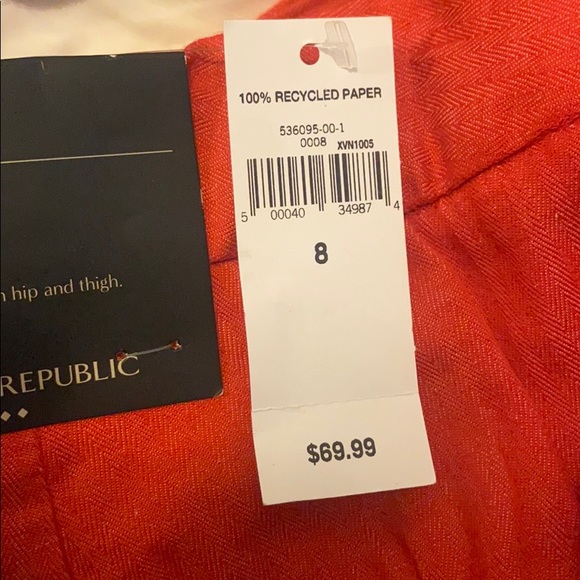 100% RECYCLED PAPER
536095-00-1
0008 XVN1005
5 00040 34987 4
8
hip and thigh.
REPUBLIC
$69.99